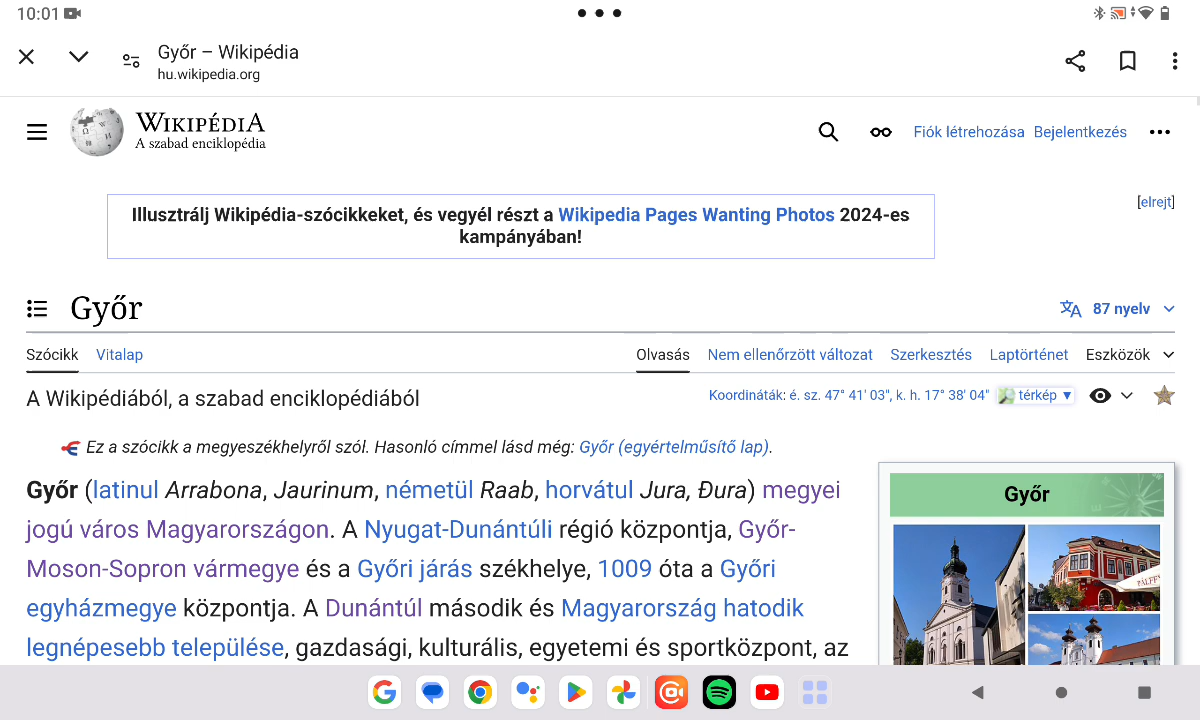 10:01
Győr – Wikipédia
hu.wikipedia.org
WIKIPÉDIA
A szabad enciklopédia
Fiók létrehozása Bejelentkezés
[elrejt]
Illusztrálj Wikipédia-szócikkeket, és vegyél részt a Wikipedia Pages Wanting Photos 2024-es
kampányában!
Győr
87 nyelv
Szócikk Vitalap Olvasás Nem ellenőrzött változat Szerkesztés Laptörténet Eszközök
A Wikipédiából, a szabad enciklopédiából
Koordináták: é. sz. 47° 41′ 03″, k. h. 17° 38′ 04″ térkép ▼
Ez a szócikk a megyeszékhelyről szól. Hasonló címmel lásd még: Győr (egyértelműsítő lap).
Győr (latinul Arrabona, Jaurinum, németül Raab, horvátul Jura, Đura) megyei
jogú város Magyarországon. A Nyugat-Dunántúli régió központja, Győr-
Moson-Sopron vármegye és a Győri járás székhelye, 1009 óta a Győri
egyházmegye központja. A Dunántúl második és Magyarország hatodik
legnépesebb települése, gazdasági, kulturális, egyetemi és sportközpont, az
Győr
PÁLFFY